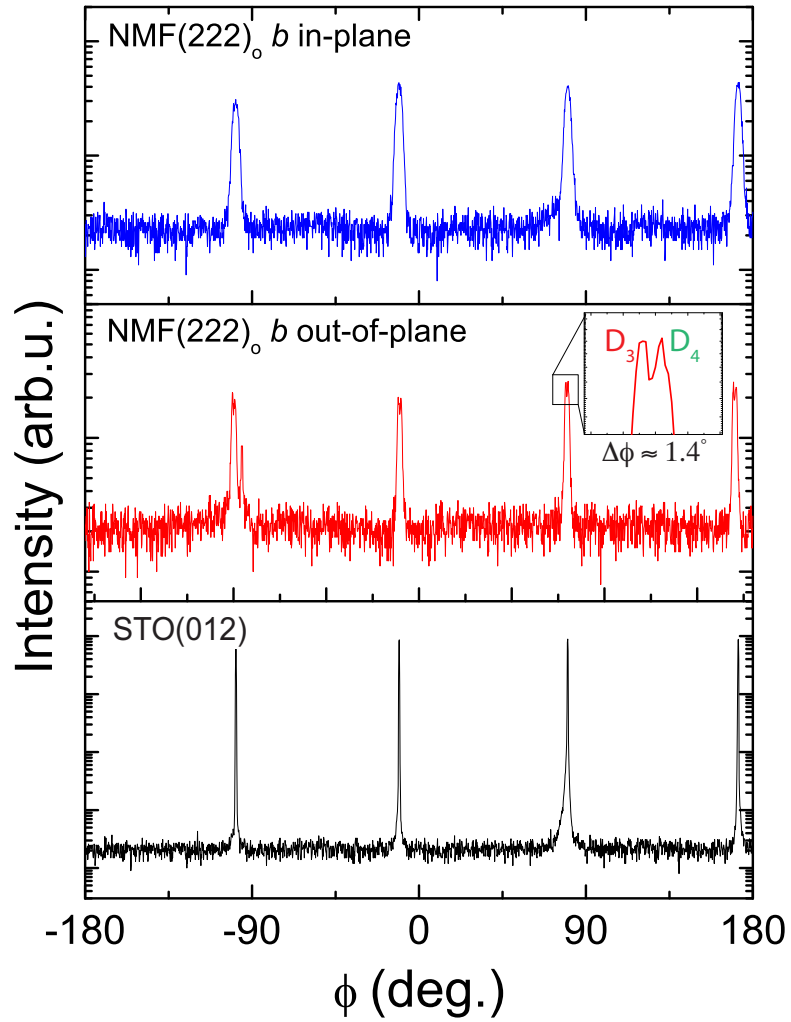 NMF(222)ₒ b in-plane
NMF(222)ₒ b out-of-plane
D₃ D₄
Δϕ ≈ 1.4°
STO(012)
Intensity (arb.u.)
-180 -90 0 90 180
ϕ (deg.)